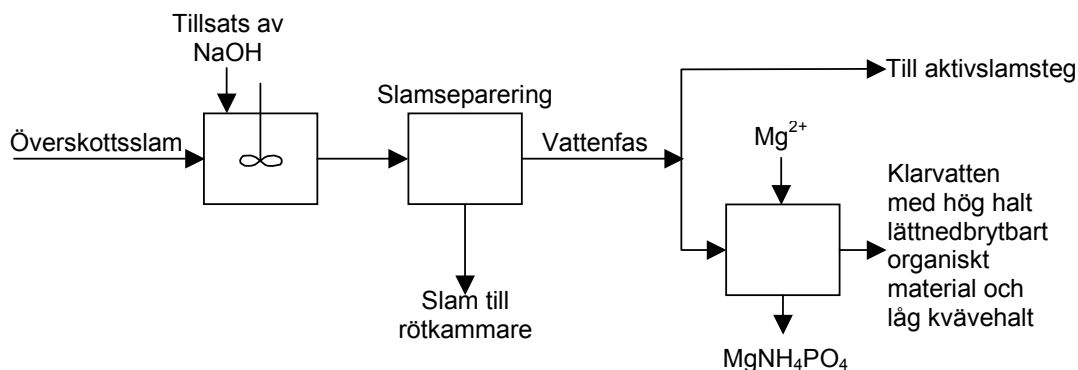 Tillsats av
NaOH
Överskottsslam
Slamseparering
Vattenfas
Slam till
rötkammare
Till aktivslamsteg
Mg²⁺
Klarvatten
med hög halt
lättnedbrytbart
organiskt
material och
låg kvävehalt
MgNH₄PO₄